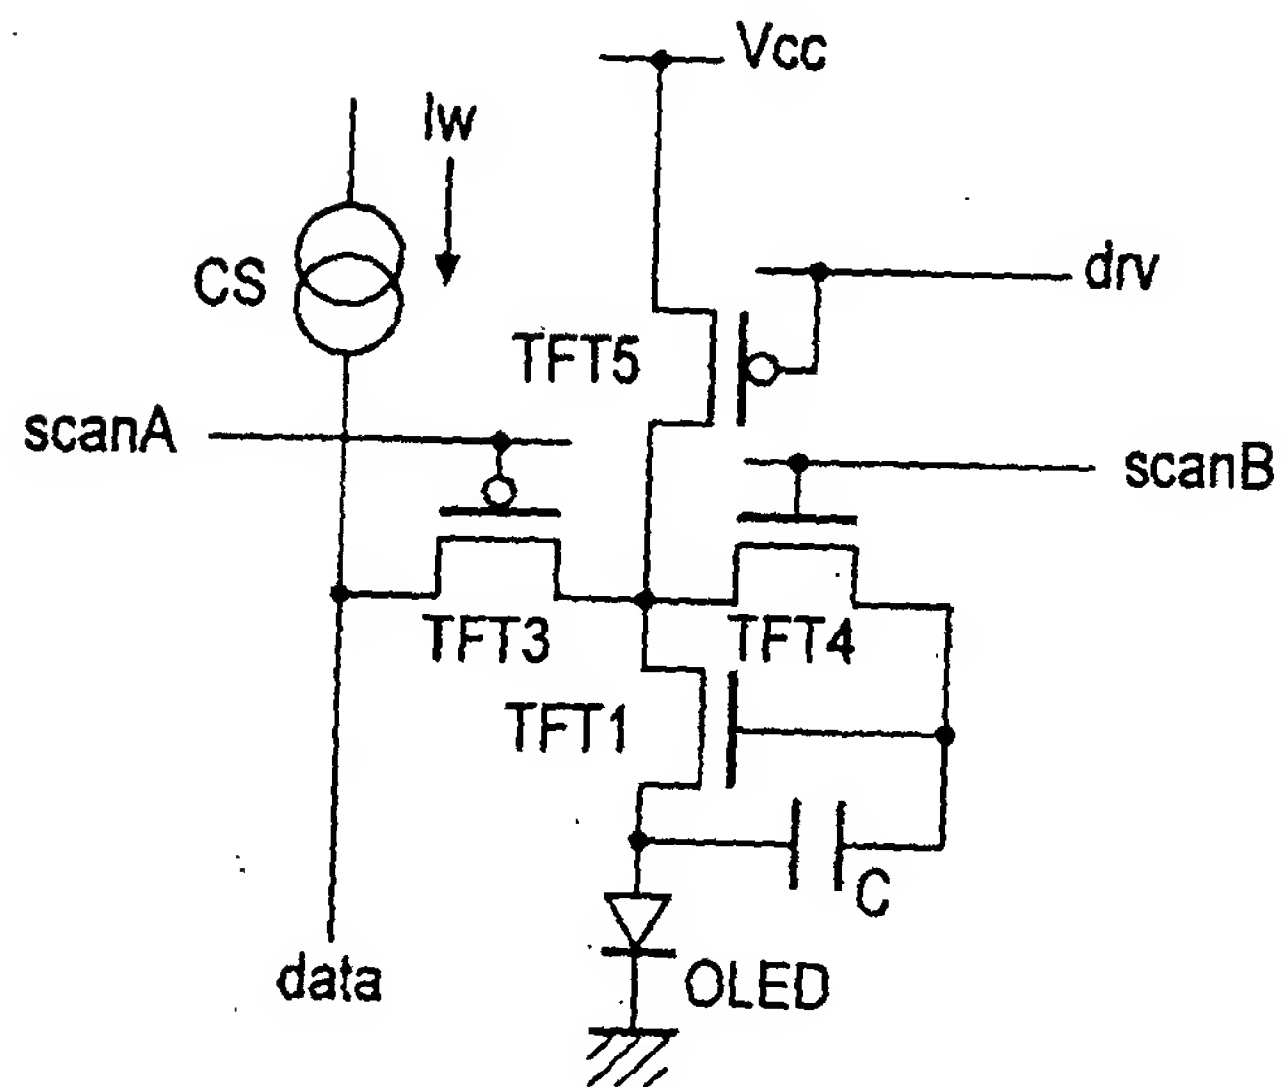 Vcc
Iw
CS
drv
TFT5
scanA
scanB
TFT3
TFT4
TFT1
C
data
OLED